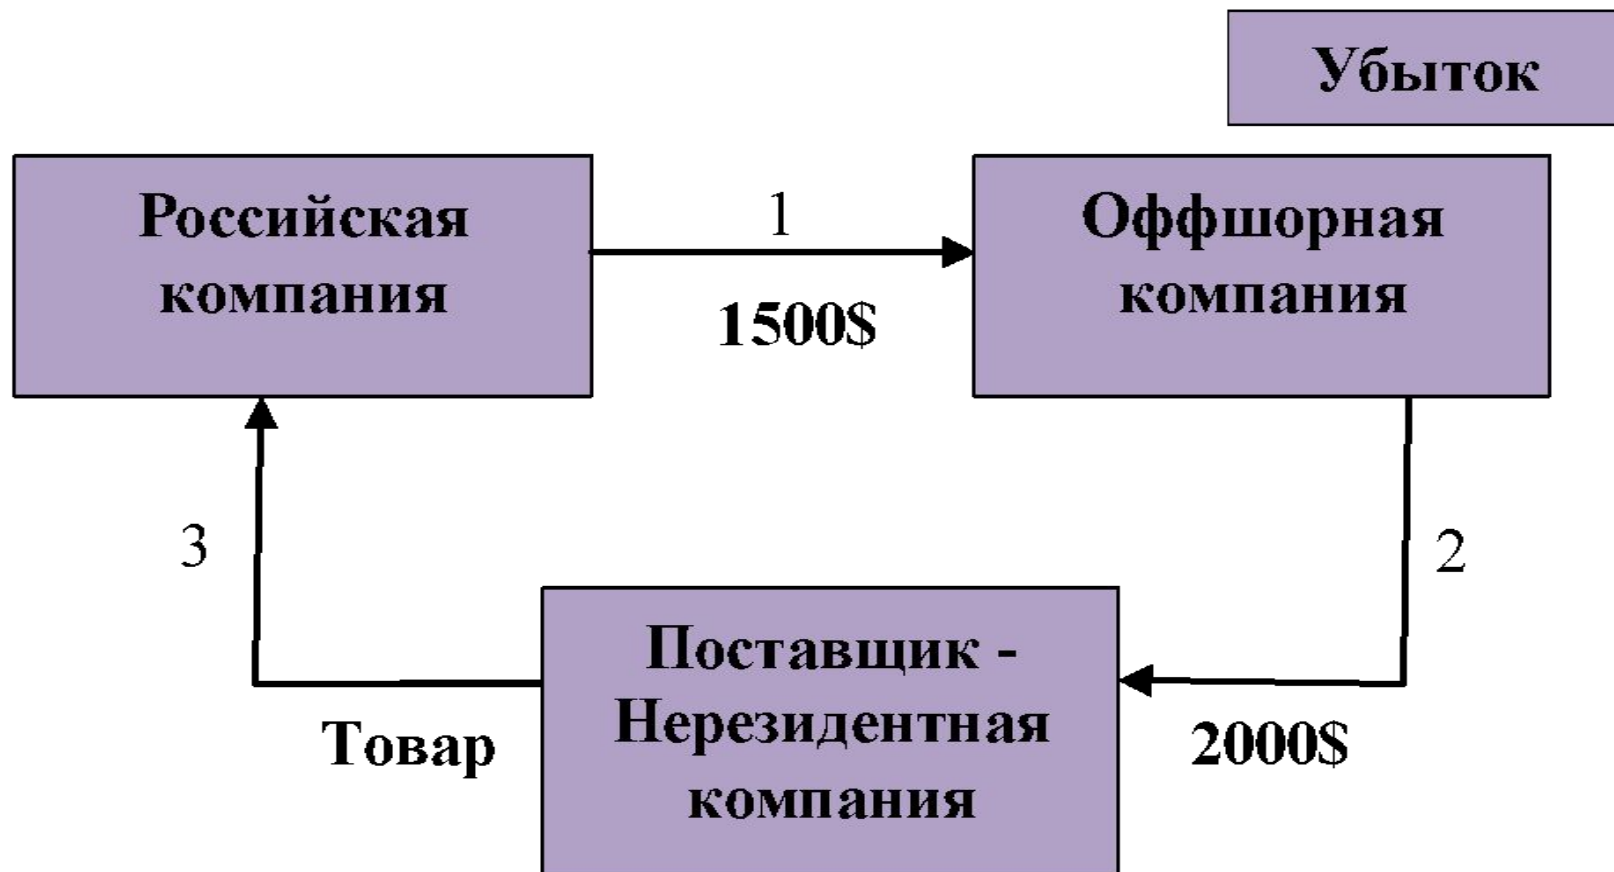 Убыток
Российская
компания
1
1500$
Оффшорная
компания
3
2
Поставщик -
Нерезидентная
компания
Товар
2000$